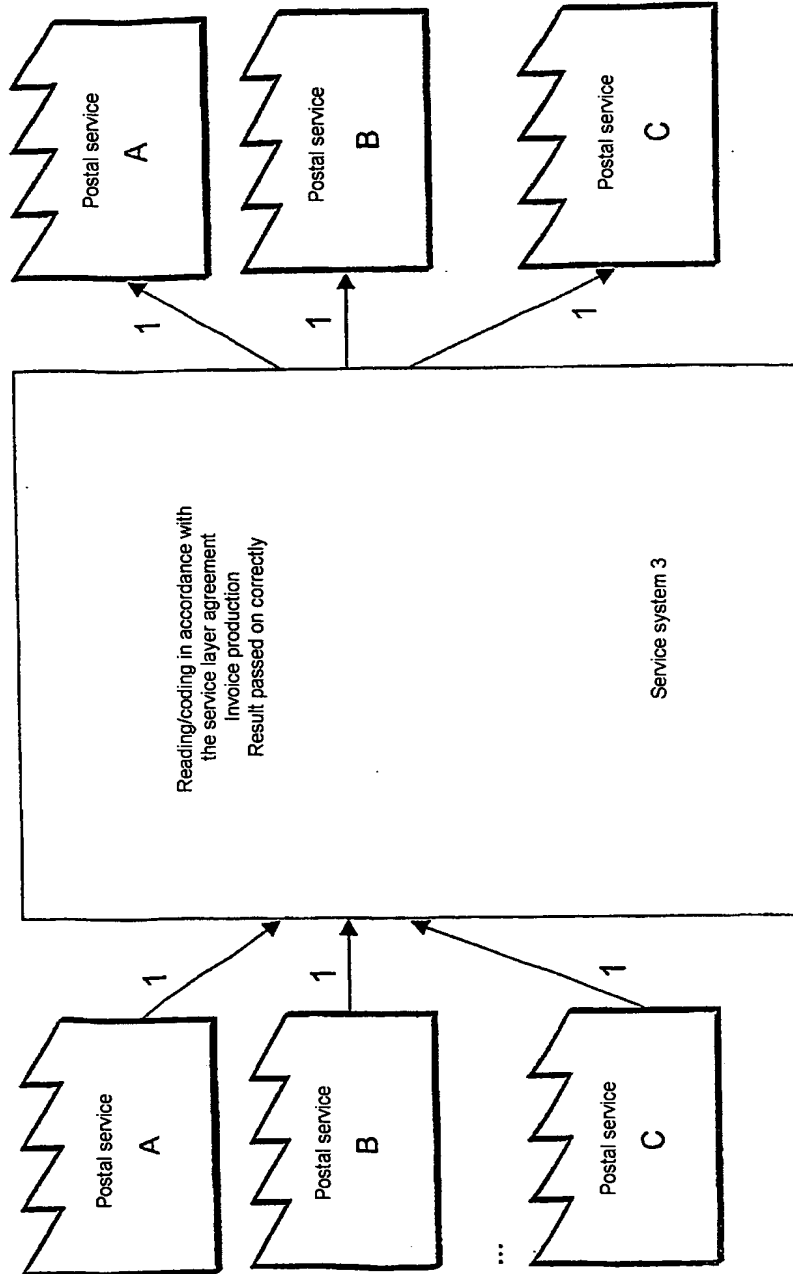 Postal service
A
Postal service
B
...
Postal service
C
1
1
1
Reading/coding in accordance with
the service layer agreement
Invoice production
Result passed on correctly
Service system 3
1
1
1
Postal service
A
Postal service
B
Postal service
C